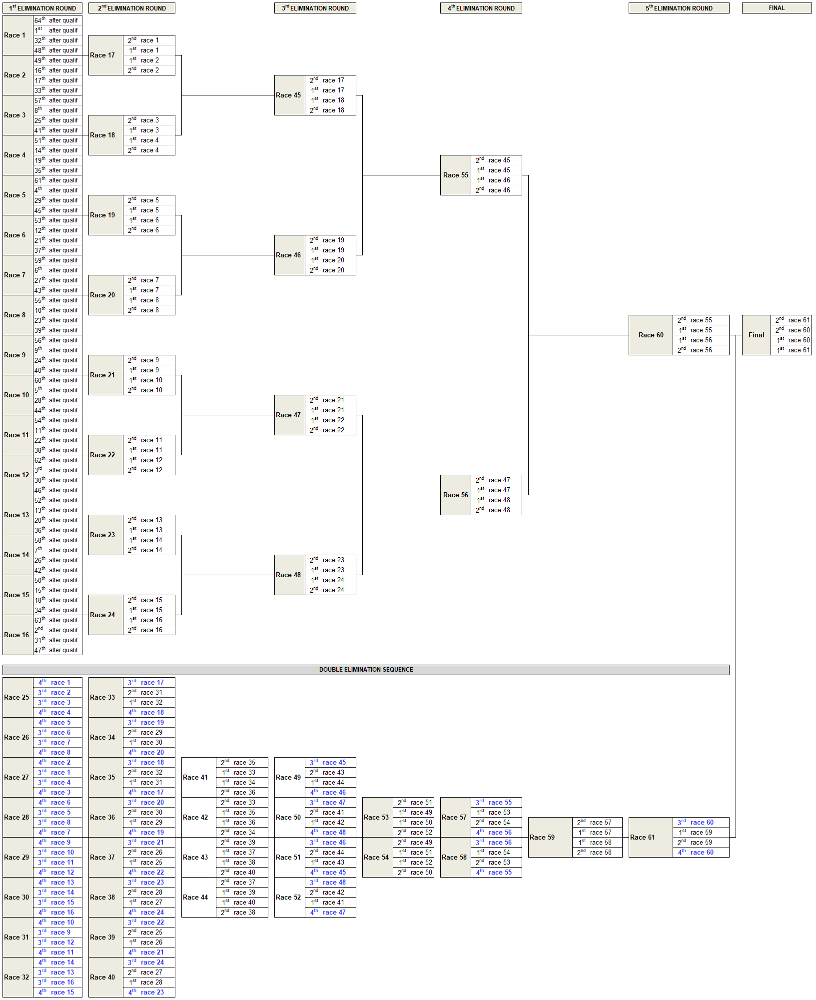 1st ELIMINATION ROUND
2nd ELIMINATION ROUND
3rd ELIMINATION ROUND
4th ELIMINATION ROUND
5th ELIMINATION ROUND
FINAL
Race 1
64th after qualif
1st after qualif
32th after qualif
48th after qualif
Race 2
49th after qualif
16th after qualif
17th after qualif
33th after qualif
Race 3
57th after qualif
8th after qualif
25th after qualif
41th after qualif
Race 4
51th after qualif
14th after qualif
19th after qualif
35th after qualif
Race 5
61th after qualif
4th after qualif
29th after qualif
45th after qualif
Race 6
53th after qualif
12th after qualif
21th after qualif
37th after qualif
Race 7
59th after qualif
6th after qualif
27th after qualif
43th after qualif
Race 8
55th after qualif
10th after qualif
23th after qualif
39th after qualif
Race 9
56th after qualif
9th after qualif
24th after qualif
40th after qualif
Race 10
60th after qualif
5th after qualif
28th after qualif
44th after qualif
Race 11
54th after qualif
11th after qualif
22th after qualif
38th after qualif
Race 12
62th after qualif
3rd after qualif
30th after qualif
46th after qualif
Race 13
52th after qualif
13th after qualif
20th after qualif
36th after qualif
Race 14
58th after qualif
7th after qualif
26th after qualif
42th after qualif
Race 15
50th after qualif
15th after qualif
18th after qualif
34th after qualif
Race 16
63th after qualif
2nd after qualif
31th after qualif
47th after qualif
Race 17
2nd race 1
1st race 1
1st race 2
2nd race 2
Race 18
2nd race 3
1st race 3
1st race 4
2nd race 4
Race 19
2nd race 5
1st race 5
1st race 6
2nd race 6
Race 20
2nd race 7
1st race 7
1st race 8
2nd race 8
Race 21
2nd race 9
1st race 9
1st race 10
2nd race 10
Race 22
2nd race 11
1st race 11
1st race 12
2nd race 12
Race 23
2nd race 13
1st race 13
1st race 14
2nd race 14
Race 24
2nd race 15
1st race 15
1st race 16
2nd race 16
Race 45
2nd race 17
1st race 17
1st race 18
2nd race 18
Race 46
2nd race 19
1st race 19
1st race 20
2nd race 20
Race 47
2nd race 21
1st race 21
1st race 22
2nd race 22
Race 48
2nd race 23
1st race 23
1st race 24
2nd race 24
Race 55
2nd race 45
1st race 45
1st race 46
2nd race 46
Race 56
2nd race 47
1st race 47
1st race 48
2nd race 48
Race 60
2nd race 55
1st race 55
1st race 56
2nd race 56
Final
2nd race 61
2nd race 60
1st race 60
1st race 61
DOUBLE ELIMINATION SEQUENCE
Race 25
4th race 1
3rd race 2
3rd race 3
4th race 4
Race 26
4th race 5
3rd race 6
3rd race 7
4th race 8
Race 27
4th race 2
3rd race 1
3rd race 4
4th race 3
Race 28
4th race 6
3rd race 5
3rd race 8
4th race 7
Race 29
4th race 9
3rd race 10
3rd race 11
4th race 12
Race 30
4th race 13
3rd race 14
3rd race 15
4th race 16
Race 31
4th race 10
3rd race 9
3rd race 12
4th race 11
Race 32
4th race 14
3rd race 13
3rd race 16
4th race 15
Race 33
3rd race 17
2nd race 31
1st race 32
4th race 18
Race 34
3rd race 19
2nd race 29
1st race 30
4th race 20
Race 35
3rd race 18
2nd race 32
1st race 31
4th race 17
Race 36
3rd race 20
2nd race 30
1st race 29
4th race 19
Race 37
3rd race 21
2nd race 26
1st race 25
4th race 22
Race 38
3rd race 23
2nd race 28
1st race 27
4th race 24
Race 39
3rd race 22
2nd race 25
1st race 26
4th race 21
Race 40
3rd race 24
2nd race 27
1st race 28
4th race 23
Race 41
2nd race 35
1st race 33
1st race 34
2nd race 36
Race 42
2nd race 33
1st race 35
1st race 36
2nd race 34
Race 43
2nd race 39
1st race 37
1st race 38
2nd race 40
Race 44
2nd race 37
1st race 39
1st race 40
2nd race 38
Race 49
3rd race 45
2nd race 43
1st race 44
4th race 46
Race 50
3rd race 47
2nd race 41
1st race 42
4th race 48
Race 51
3rd race 46
2nd race 44
1st race 43
4th race 45
Race 52
3rd race 48
2nd race 42
1st race 41
4th race 47
Race 53
2nd race 51
1st race 49
1st race 50
2nd race 52
Race 54
2nd race 49
1st race 51
1st race 52
2nd race 50
Race 57
3rd race 55
1st race 53
2nd race 54
4th race 56
Race 58
3rd race 56
1st race 54
2nd race 53
4th race 55
Race 59
2nd race 57
1st race 57
1st race 58
2nd race 58
Race 61
3rd race 60
1st race 59
2nd race 59
4th race 60